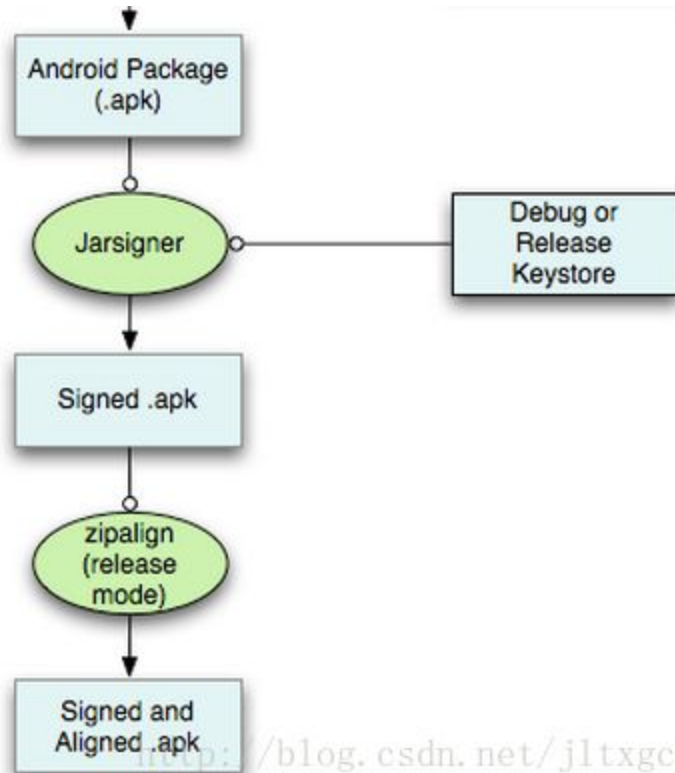 Android Package
(.apk)
Jarsigner
Debug or
Release
Keystore
Signed .apk
zipalign
(release
mode)
Signed and
Aligned .apk
http://blog.csdn.net/jltxgc